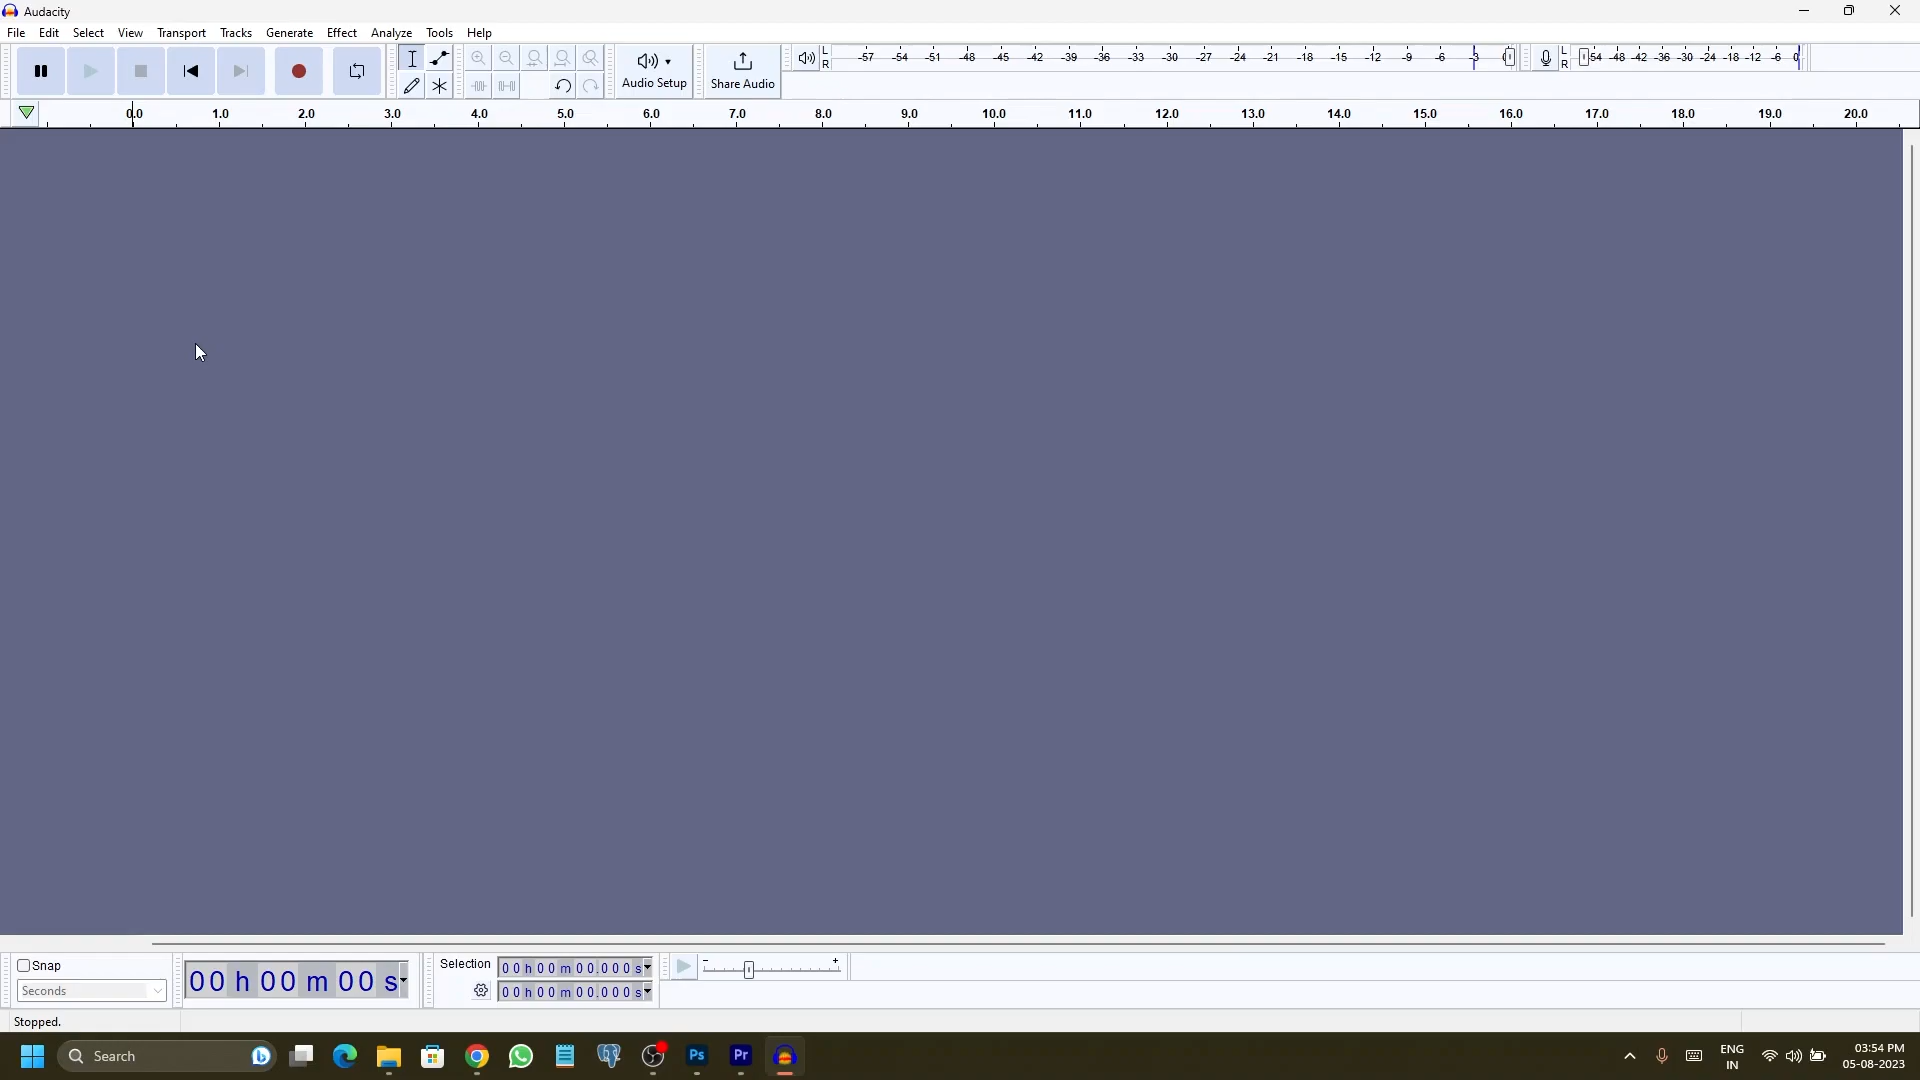 Audacity
File Edit Select View Transport Tracks Generate Effect Analyze Tools Help
Audio Setup
Share Audio
L
R
-57 -54 -51 -48 -45 -42 -39 -36 -33 -30 -27 -24 -21 -18 -15 -12 -9 -6 -3
L
R
-48 -42 -36 -30 -24 -18 -12 -6 0
0.0 1.0 2.0 3.0 4.0 5.0 6.0 7.0 8.0 9.0 10.0 11.0 12.0 13.0 14.0 15.0 16.0 17.0 18.0 19.0 20.0
Snap
Seconds
00 h 00 m 00 s
Selection
00 h 00 m 00.000 s
00 h 00 m 00.000 s
- +
Stopped.
Search
Ps
Pr
ENG
IN
03:54 PM
05-08-2023